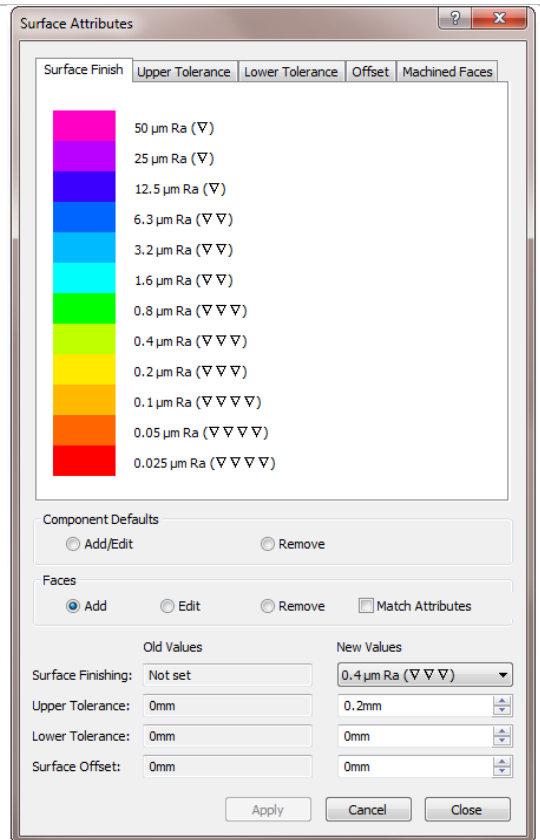 Surface Attributes
Surface Finish Upper Tolerance Lower Tolerance Offset Machined Faces
50 µm Ra (∇)
25 µm Ra (∇)
12.5 µm Ra (∇)
6.3 µm Ra (∇ ∇)
3.2 µm Ra (∇ ∇)
1.6 µm Ra (∇ ∇)
0.8 µm Ra (∇ ∇ ∇)
0.4 µm Ra (∇ ∇ ∇)
0.2 µm Ra (∇ ∇ ∇)
0.1 µm Ra (∇ ∇ ∇ ∇)
0.05 µm Ra (∇ ∇ ∇ ∇)
0.025 µm Ra (∇ ∇ ∇ ∇)
Component Defaults
Add/Edit Remove
Faces
Add Edit Remove Match Attributes
Old Values New Values
Surface Finishing: Not set 0.4 µm Ra (∇ ∇ ∇)
Upper Tolerance: 0mm 0.2mm
Lower Tolerance: 0mm 0mm
Surface Offset: 0mm 0mm
Apply Cancel Close